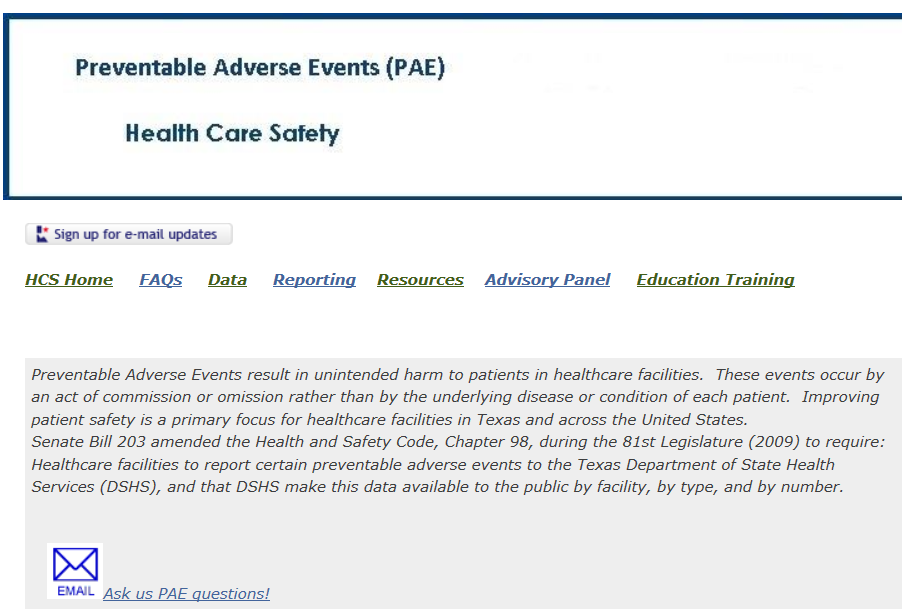 Preventable Adverse Events (PAE)
Health Care Safety
Sign up for e-mail updates
HCS Home FAQs Data Reporting Resources Advisory Panel Education Training
Preventable Adverse Events result in unintended harm to patients in healthcare facilities. These events occur by
an act of commission or omission rather than by the underlying disease or condition of each patient. Improving
patient safety is a primary focus for healthcare facilities in Texas and across the United States.
Senate Bill 203 amended the Health and Safety Code, Chapter 98, during the 81st Legislature (2009) to require:
Healthcare facilities to report certain preventable adverse events to the Texas Department of State Health
Services (DSHS), and that DSHS make this data available to the public by facility, by type, and by number.
EMAIL Ask us PAE questions!